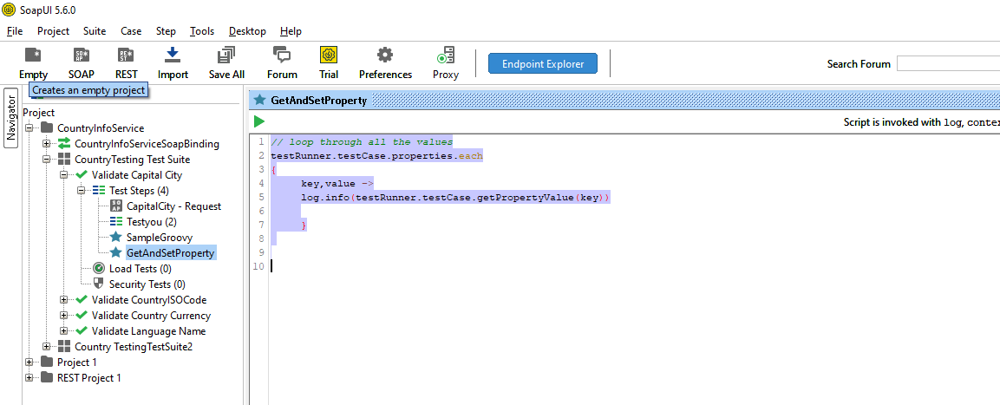 SoapUI 5.6.0
File Project Suite Case Step Tools Desktop Help
Empty SOAP REST Import Save All Forum Trial Preferences Proxy Endpoint Explorer Search Forum
Creates an empty project
Navigator
Project
CountryInfoService
CountryInfoServiceSoapBinding
CountryTesting Test Suite
Validate Capital City
Test Steps (4)
CapitalCity - Request
Testyou (2)
SampleGroovy
GetAndSetProperty
Load Tests (0)
Security Tests (0)
Validate CountryISOCode
Validate Country Currency
Validate Language Name
Country TestingTestSuite2
Project 1
REST Project 1
GetAndSetProperty
Script is invoked with log, conte
1 // loop through all the values
2 testRunner.testCase.properties.each
3 {
4 key,value ->
5 log.info(testRunner.testCase.getPropertyValue(key))
6
7 }
8
9
10